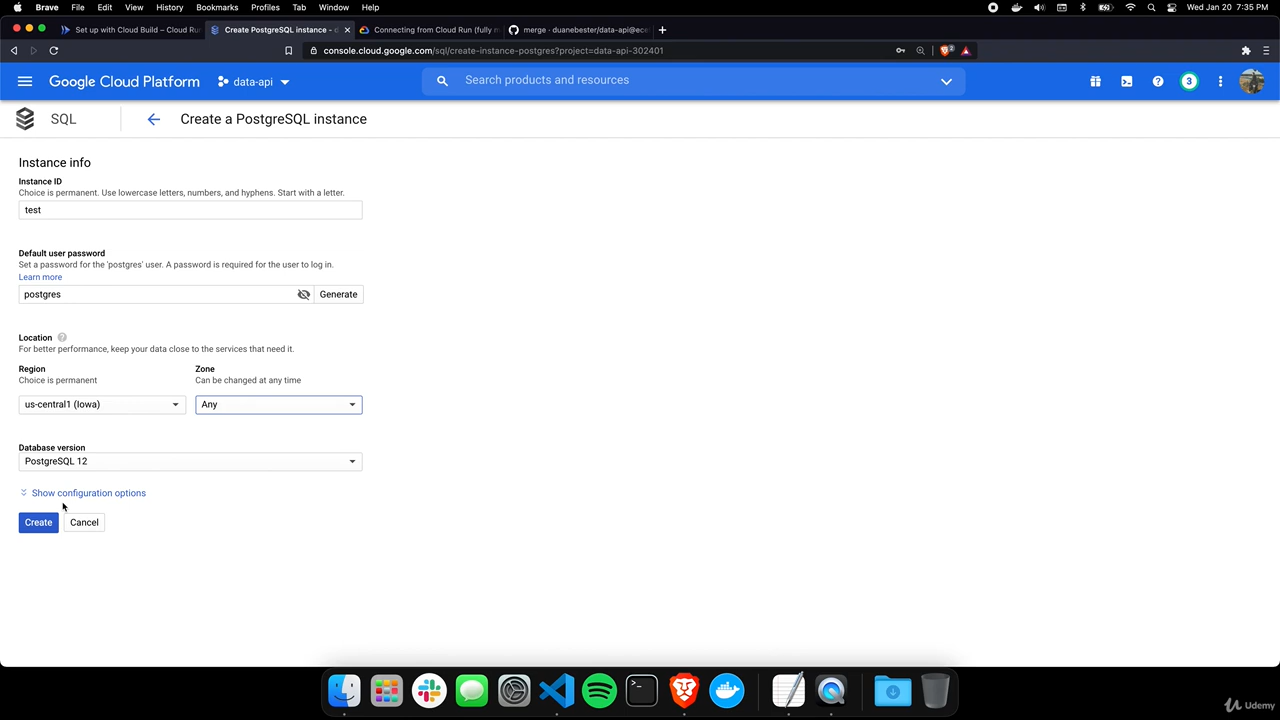 Brave File Edit View History Bookmarks Profiles Tab Window Help
Wed Jan 20 7:35 PM
Set up with Cloud Build – Cloud Ru
Create PostgreSQL instance - d
Connecting from Cloud Run (fully m
merge · duanebester/data-api@ece
console.cloud.google.com/sql/create-instance-postgres?project=data-api-302401
2
Google Cloud Platform
data-api
Search products and resources
3
SQL
Create a PostgreSQL instance
Instance info
Instance ID
Choice is permanent. Use lowercase letters, numbers, and hyphens. Start with a letter.
test
Default user password
Set a password for the 'postgres' user. A password is required for the user to log in.
Learn more
postgres
Generate
Location
For better performance, keep your data close to the services that need it.
Region
Choice is permanent
us-central1 (Iowa)
Zone
Can be changed at any time
Any
Database version
PostgreSQL 12
Show configuration options
Create
Cancel
Udemy